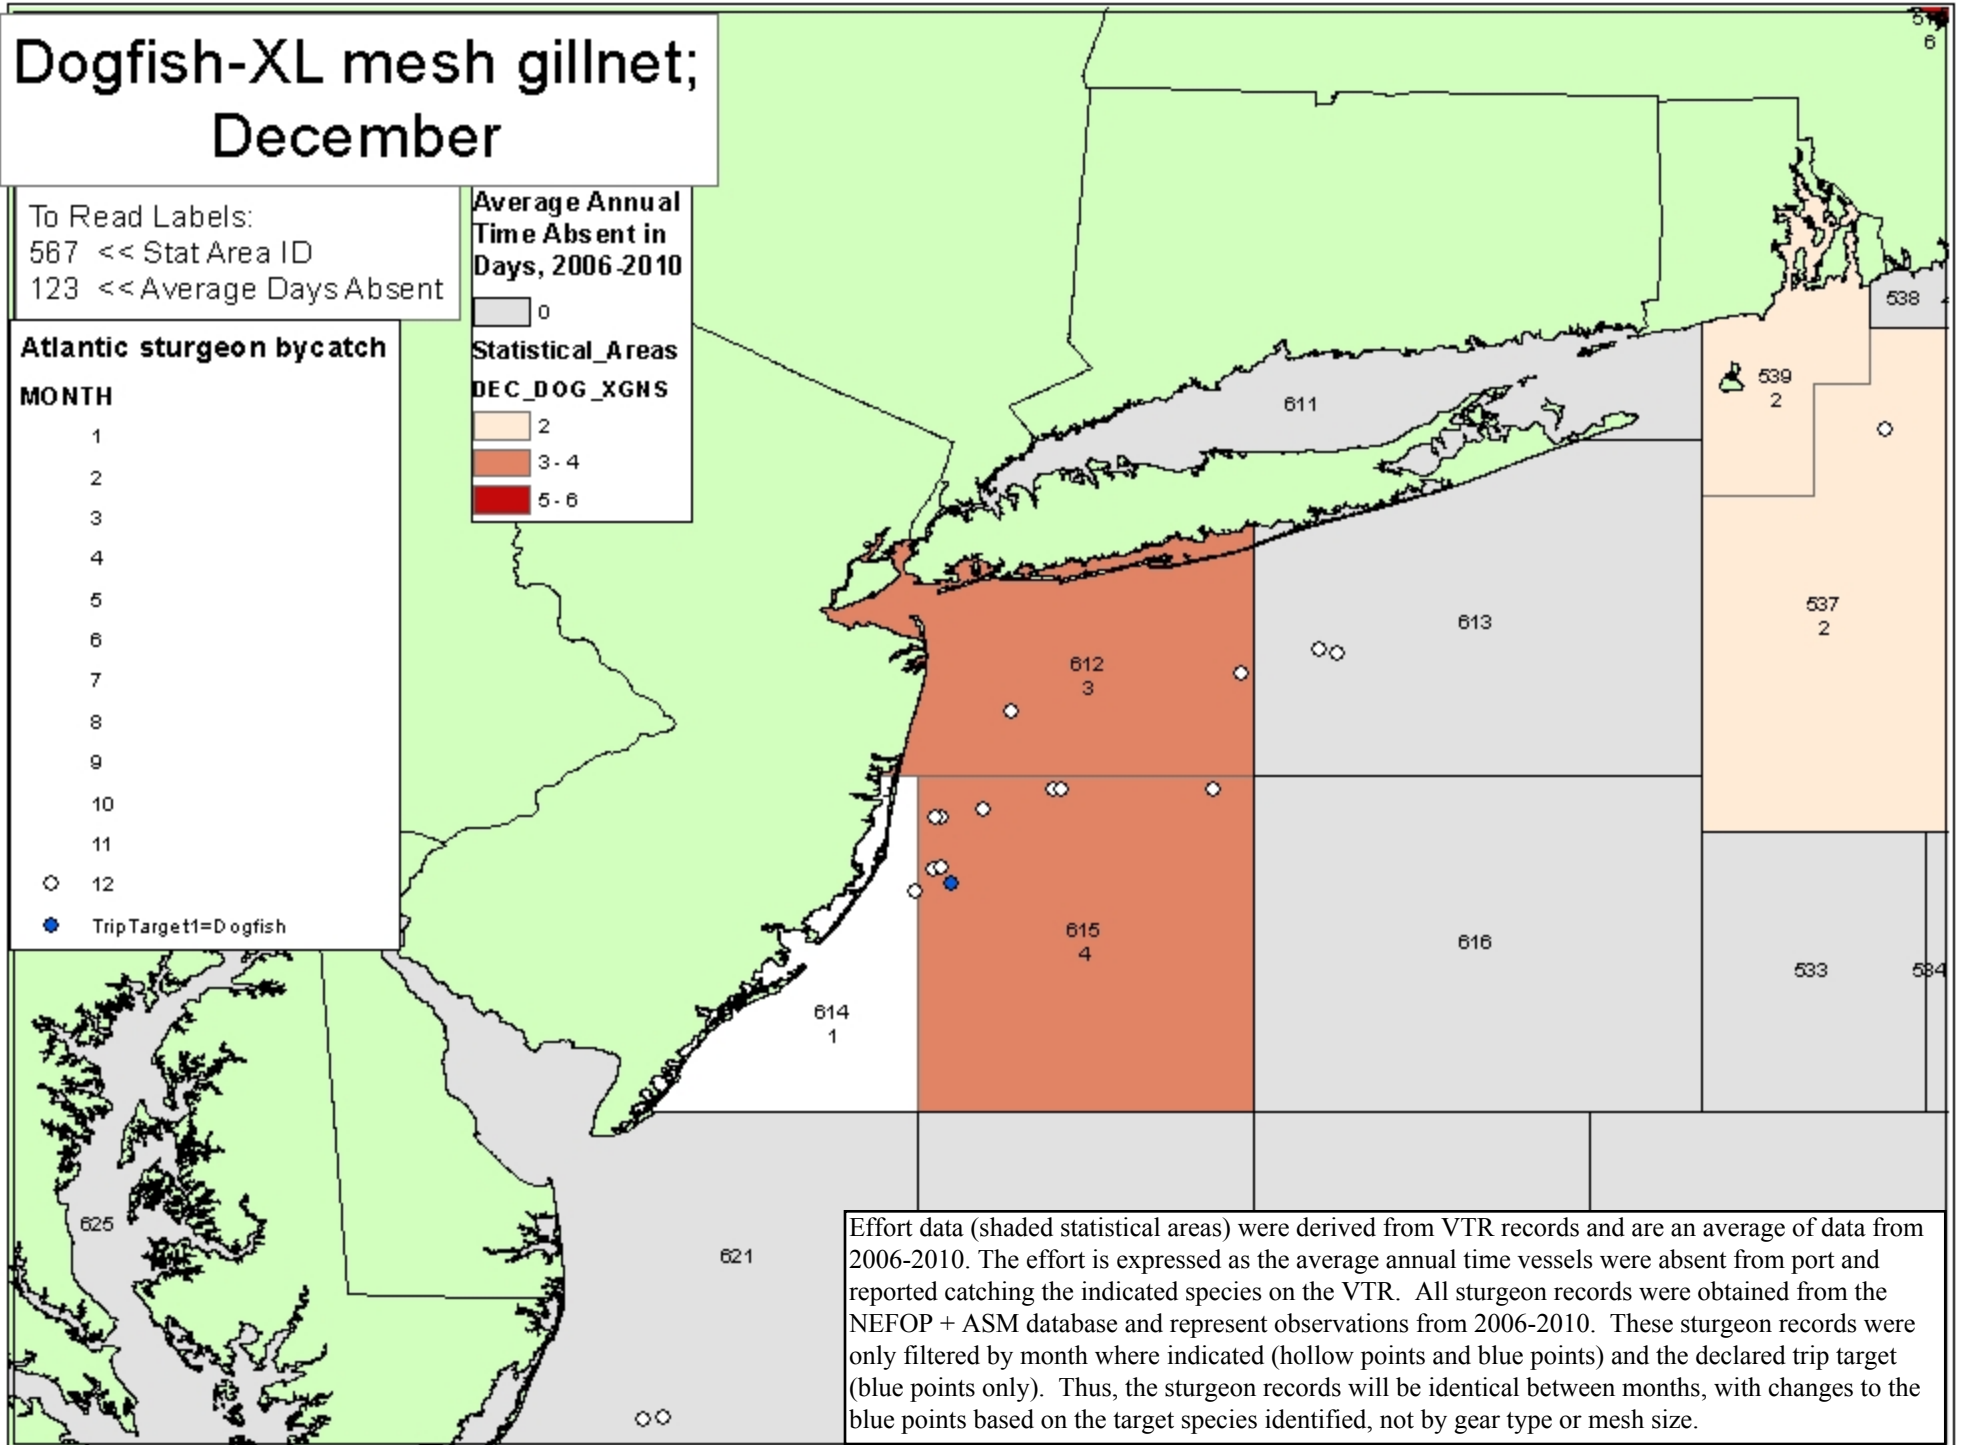 Dogfish-XL mesh gillnet;
December
To Read Labels:
567 << Stat Area ID
123 << Average Days Absent
Average Annual
Time Absent in
Days, 2006-2010
0
Statistical_Areas
DEC_DOG_XGNS
2
3 - 4
5 - 6
Atlantic sturgeon bycatch
MONTH
1
2
3
4
5
6
7
8
9
10
11
12
TripTarget1=Dogfish
6
538
539
2
611
537
2
613
612
3
615
4
616
533
534
614
1
625
621
Effort data (shaded statistical areas) were derived from VTR records and are an average of data from
2006-2010. The effort is expressed as the average annual time vessels were absent from port and
reported catching the indicated species on the VTR. All sturgeon records were obtained from the
NEFOP + ASM database and represent observations from 2006-2010. These sturgeon records were
only filtered by month where indicated (hollow points and blue points) and the declared trip target
(blue points only). Thus, the sturgeon records will be identical between months, with changes to the
blue points based on the target species identified, not by gear type or mesh size.